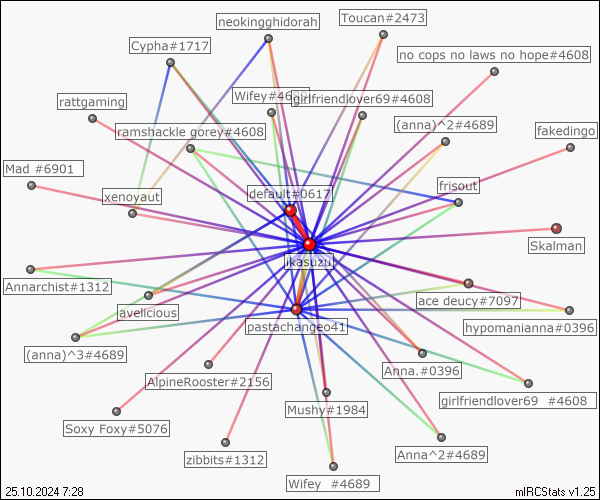 neokingghidorah
Toucan#2473
Cypha#1717
no cops no laws no hope#4608
rattgaming
girlfriendlover69#4608
ramshackle gorey#4608
(anna)^2#4689
fakedingo
Mad #6901
xenoyaut
default#0617
frisout
Skalman
ikasuzu
Annarchist#1312
avelicious
ace deucy#7097
pastachangeo41
hypomanianna#0396
(anna)^3#4689
AlpineRooster#2156
Anna.#0396
Mushy#1984
girlfriendlover69 #4608
Soxy Foxy#5076
zibbits#1312
Anna^2#4689
Wifey #4689
25.10.2024 7:28
mIRCStats v1.25